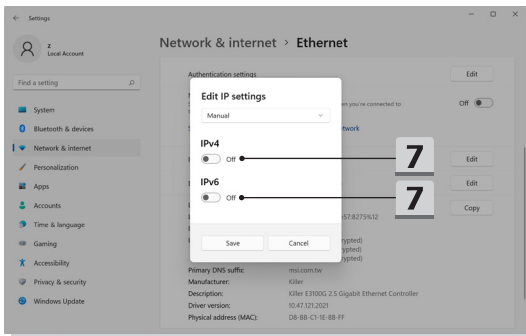 Settings
z
Local Account
Find a setting
System
Bluetooth & devices
Network & internet
Personalization
Apps
Accounts
Time & language
Gaming
Accessibility
Privacy & security
Windows Update
Network & internet > Ethernet
Authentication settings
Edit
en you're connected to
Off
twork
Edit IP settings
Manual
IPv4
Off
7
Edit
IPv6
Off
7
Edit
Copy
:57:8275%12
Save
Cancel
rypted)
rypted)
rypted)
Primary DNS suffix:
msi.com.tw
Manufacturer:
Killer
Description:
Killer E3100G 2.5 Gigabit Ethernet Controller
Driver version:
10.47.121.2021
Physical address (MAC):
D8-BB-C1-1E-8B-FF